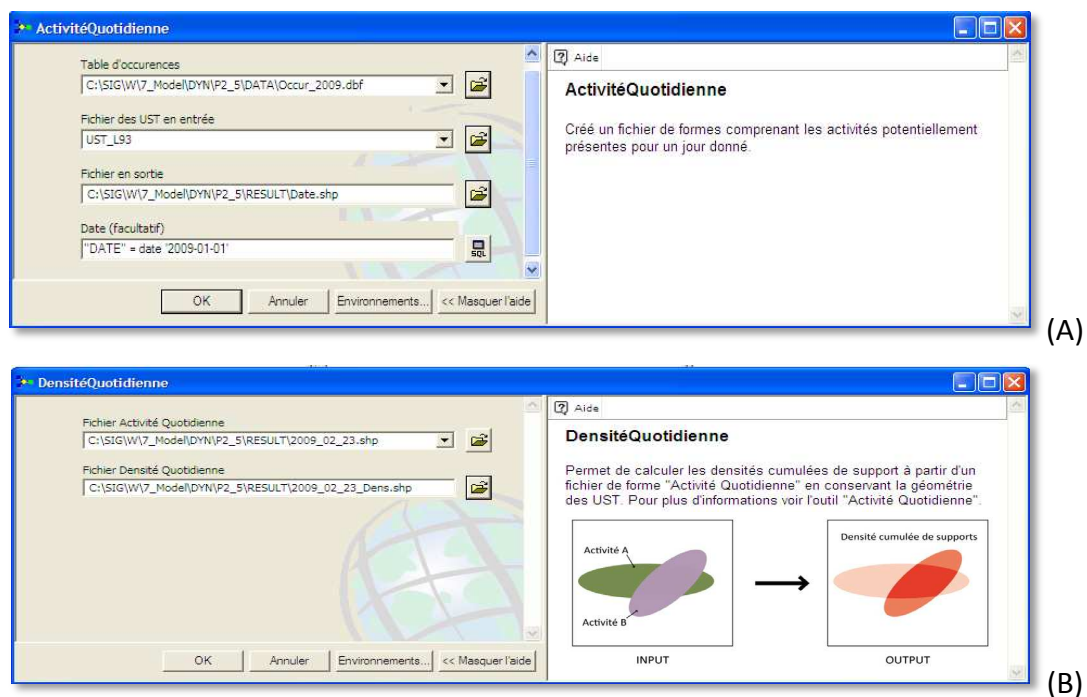 ActivitéQuotidienne
Table d'occurences
C:\SIG\W\7_Model\DYN\P2_5\DATA\Occur_2009.dbf
Fichier des UST en entrée
UST_L93
Fichier en sortie
C:\SIG\W\7_Model\DYN\P2_5\RESULT\Date.shp
Date (facultatif)
"DATE" = date '2009-01-01'
SQL
OK
Annuler
Environnements...
<< Masquer l'aide
Aide
ActivitéQuotidienne
Créé un fichier de formes comprenant les activités potentiellement
présentes pour un jour donné.
(A)
DensitéQuotidienne
Fichier Activité Quotidienne
C:\SIG\W\7_Model\DYN\P2_5\RESULT\2009_02_23.shp
Fichier Densité Quotidienne
C:\SIG\W\7_Model\DYN\P2_5\RESULT\2009_02_23_Dens.shp
OK
Annuler
Environnements...
<< Masquer l'aide
Aide
DensitéQuotidienne
Permet de calculer les densités cumulées de support à partir d'un
fichier de forme "Activité Quotidienne" en conservant la géométrie
des UST. Pour plus d'informations voir l'outil "Activité Quotidienne".
Activité A
Activité B
INPUT
Densité cumulée de supports
OUTPUT
(B)